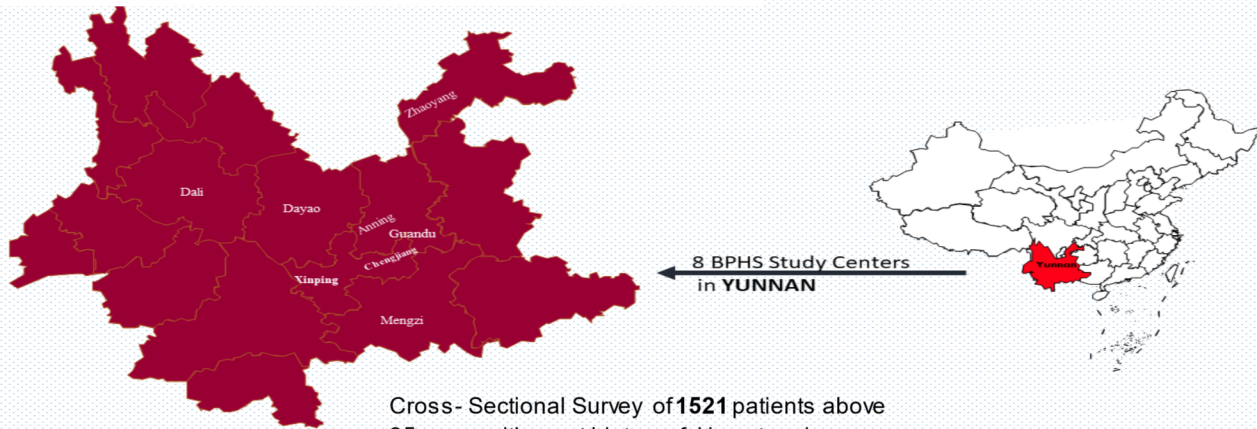 Zhaoyang
Dali
Dayao
Anning
Guandu
Chengjiang
Xinping
Mengzi
8 BPHS Study Centers
in YUNNAN
Yunnan
Cross- Sectional Survey of 1521 patients above